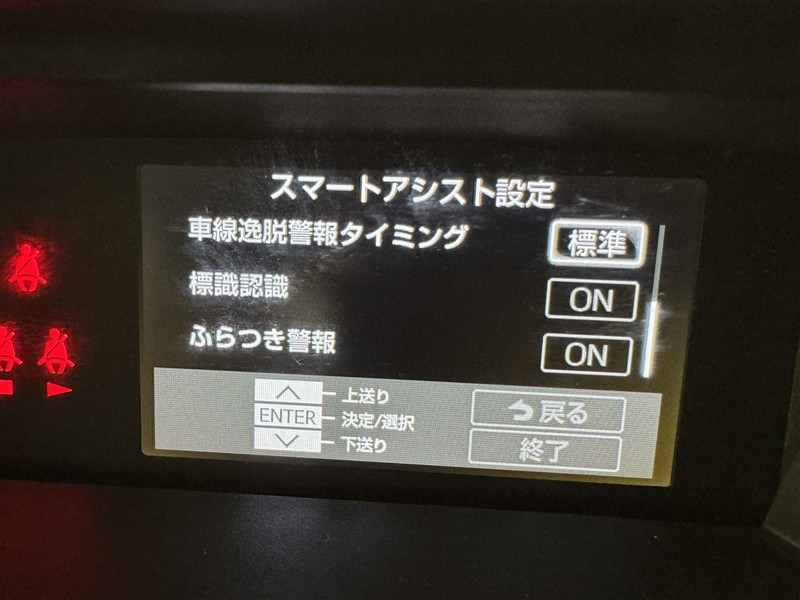 スマートアシスト設定
車線逸脱警報タイミング 標準
標識認識 ON
ふらつき警報 ON
上送り
ENTER 決定/選択
下送り
戻る
終了